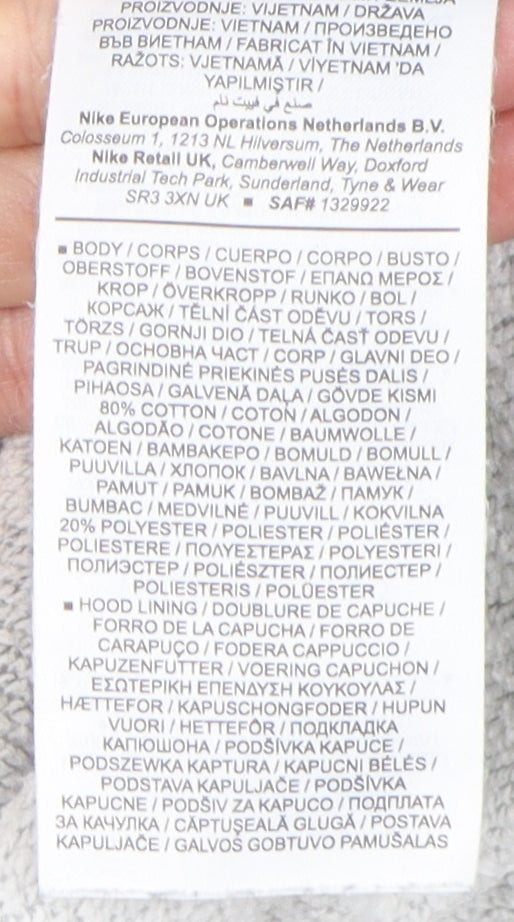 PROIZVODNJE: VIJETNAM / DRŽAVA
PROIZVODNJE: VIETNAM / ПРОИЗВЕДЕНО
ВЪВ ВИЕТНАМ / FABRICAT ÎN VIETNAM /
RAŽOTS: VJETNAMĀ / VİYETNAM 'DA
YAPILMIŞTIR /
صنع في فييت نام
Nike European Operations Netherlands B.V.
Colosseum 1, 1213 NL Hilversum, The Netherlands
Nike Retail UK, Camberwell Way, Doxford
Industrial Tech Park, Sunderland, Tyne & Wear
SR3 3XN UK ■ SAF# 1329922
■ BODY / CORPS / CUERPO / CORPO / BUSTO /
OBERSTOFF / BOVENSTOF / ΕΠΑΝΩ ΜΕΡΟΣ /
KROP / ÖVERKROPP / RUNKO / BOL /
КОРСАЖ / TĚLNÍ ČÁST ODĚVU / TORS /
TÖRZS / GORNJI DIO / TELNÁ ČASŤ ODEVU /
TRUP / ОСНОВНА ЧАСТ / CORP / GLAVNI DEO /
PAGRINDINĖ PRIEKINĖS PUSĖS DALIS /
PIHAOSA / GALVENĀ DAĻA / GÖVDE KISMI
80% COTTON / COTON / ALGODON /
ALGODÃO / COTONE / BAUMWOLLE /
KATOEN / ΒΑΜΒΑΚΕΡΟ / BOMULD / BOMULL /
PUUVILLA / ХЛОПОК / BAVLNA / BAWEŁNA /
PAMUT / PAMUK / BOMBAŽ / ПАМУК /
BUMBAC / MEDVILNĖ / PUUVILL / KOKVILNA
20% POLYESTER / POLIESTER / POLIÉSTER /
POLIESTERE / ΠΟΛΥΕΣΤΕΡΑΣ / POLYESTERI /
ПОЛИЭСТЕР / POLIÉSZTER / ПОЛИЕСТЕР /
POLIESTERIS / POLÜESTER
■ HOOD LINING / DOUBLURE DE CAPUCHE /
FORRO DE LA CAPUCHA / FORRO DE
CARAPUÇO / FODERA CAPPUCCIO /
KAPUZENFUTTER / VOERING CAPUCHON /
ΕΣΩΤΕΡΙΚΗ ΕΠΕΝΔΥΣΗ ΚΟΥΚΟΥΛΑΣ /
HÆTTEFOR / KAPUSCHONGFODER / HUPUN
VUORI / HETTEFÔR / ПОДКЛАДКА
КАПЮШОНА / PODŠÍVKA KAPUCE /
PODSZEWKA KAPTURA / KAPUCNI BÉLÉS /
PODSTAVA KAPULJAČE / PODŠÍVKA
KAPUCNE / PODŠIV ZA KAPUCO / ПОДПЛАТА
ЗА КАЧУЛКА / CĂPTUŞEALĂ GLUGĂ / POSTAVA
KAPULJAČE / GALVOS GOBTUVO PAMUŠALAS